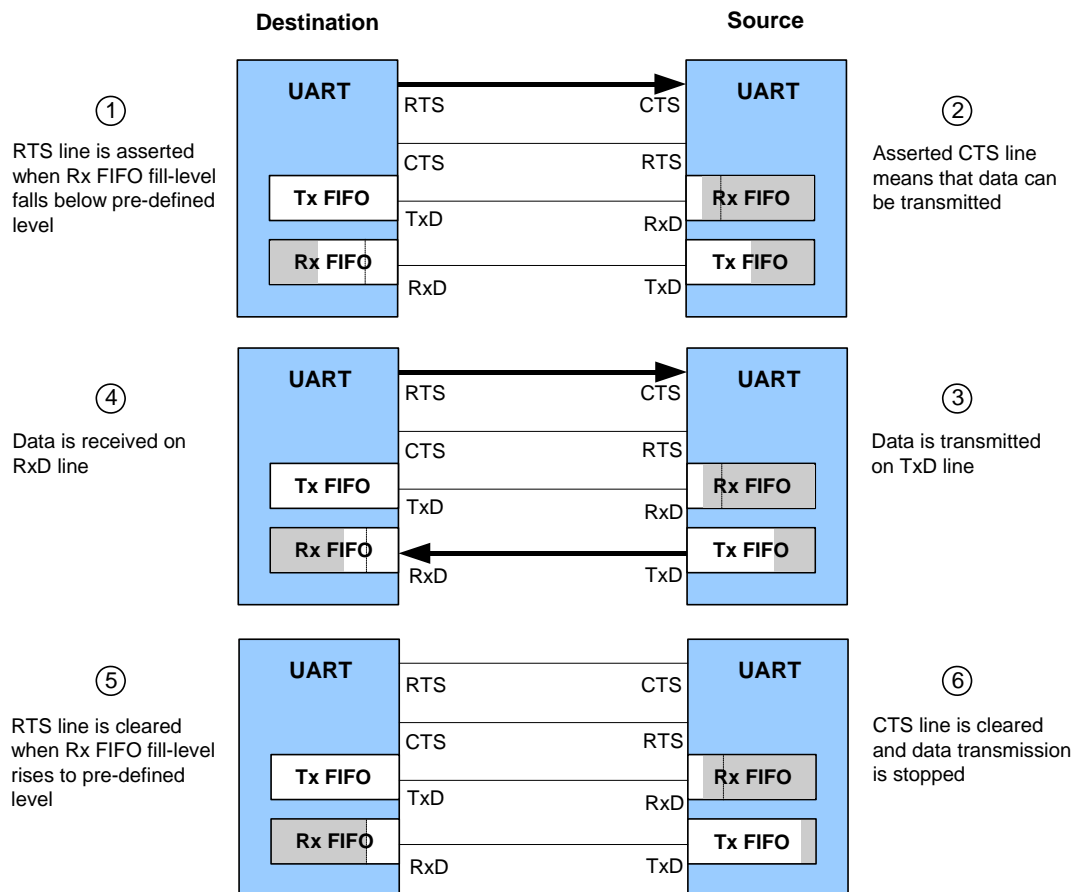 Destination
Source
UART
UART
1
RTS line is asserted
when Rx FIFO fill-level
falls below pre-defined
level
RTS
CTS
2
Asserted CTS line
means that data can
be transmitted
CTS
RTS
Tx FIFO
Rx FIFO
TxD
RxD
Rx FIFO
Tx FIFO
RxD
TxD
UART
UART
4
Data is received on
RxD line
RTS
CTS
3
Data is transmitted
on TxD line
CTS
RTS
Tx FIFO
Rx FIFO
TxD
RxD
Rx FIFO
Tx FIFO
RxD
TxD
UART
UART
5
RTS line is cleared
when Rx FIFO fill-level
rises to pre-defined
level
RTS
CTS
6
CTS line is cleared
and data transmission
is stopped
CTS
RTS
Tx FIFO
Rx FIFO
TxD
RxD
Rx FIFO
Tx FIFO
RxD
TxD